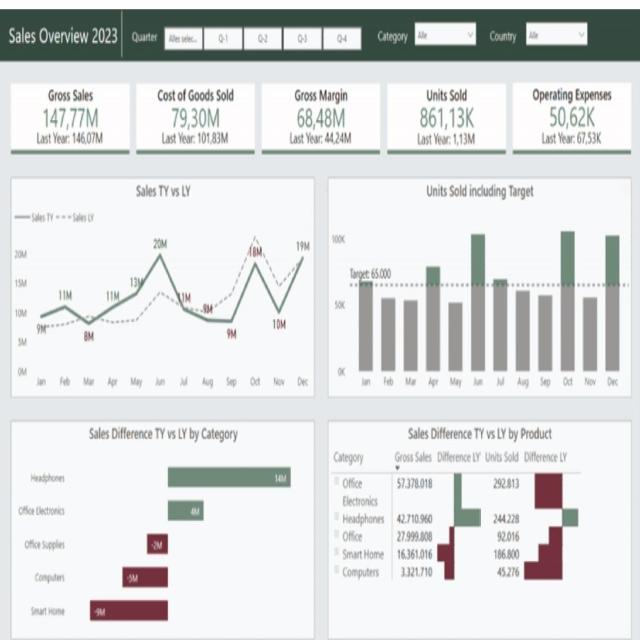 Sales Overview 2023
Quarter
Alles selec...
Q-1
Q-2
Q-3
Q-4
Category
Alle
Country
Alle
Gross Sales
147,77M
Last Year: 146,07M
Cost of Goods Sold
79,30M
Last Year: 101,83M
Gross Margin
68,48M
Last Year: 44,24M
Units Sold
861,13K
Last Year: 1,13M
Operating Expenses
50,62K
Last Year: 67,53K
Sales TY vs LY
Sales TY
Sales LY
20M
15M
10M
5M
0M
9M
11M
8M
11M
13M
20M
11M
9M
9M
18M
10M
19M
Jan Feb Mar Apr May Jun Jul Aug Sep Oct Nov Dec
Units Sold including Target
100K
Target: 65.000
50K
0K
Jan Feb Mar Apr May Jun Jul Aug Sep Oct Nov Dec
Sales Difference TY vs LY by Category
Headphones 14M
Office Electronics 4M
Office Supplies -2M
Computers -5M
Smart Home -9M
Sales Difference TY vs LY by Product
Category Gross Sales Difference LY Units Sold Difference LY
Office 57.378.018 292.813
Electronics
Headphones 42.710.960 244.228
Office 27.999.808 92.016
Smart Home 16.361.016 186.800
Computers 3.321.710 45.276